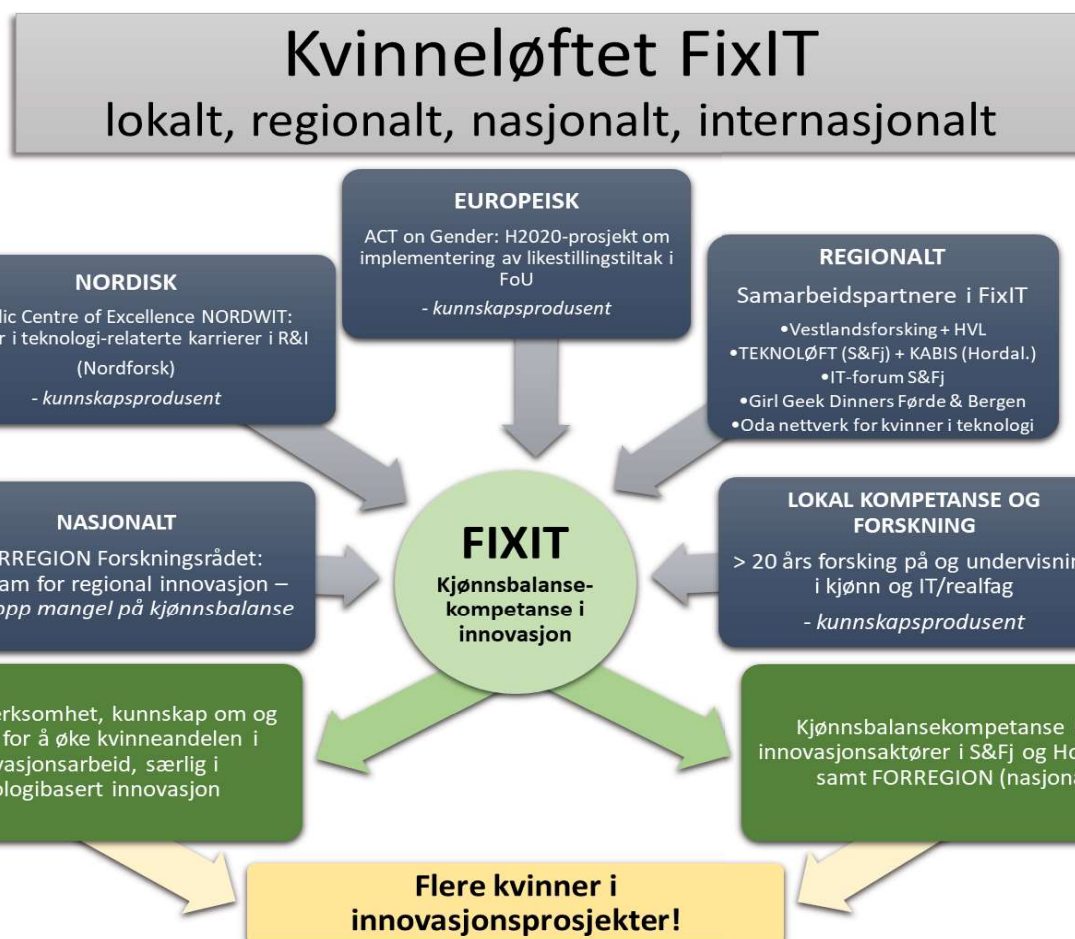 Kvinneløftet FixIT
lokalt, regionalt, nasjonalt, internasjonalt
EUROPEISK
ACT on Gender: H2020-prosjekt om
implementering av likestillingstiltak i
FoU
- kunnskapsprodusent
NORDISK
Centre of Excellence NORDWIT:
i teknologi-relaterte karrierer i R&I
(Nordforsk)
- kunnskapsprodusent
REGIONALT
Samarbeidspartnere i FixIT
•Vestlandsforsking + HVL
•TEKNOLØFT (S&Fj) + KABIS (Hordal.)
•IT-forum S&Fj
•Girl Geek Dinners Førde & Bergen
•Oda nettverk for kvinner i teknologi
NASJONALT
Forskningsrådet:
for regional innovasjon –
opp mangel på kjønnsbalanse
FIXIT
Kjønnsbalanse-
kompetanse i
innovasjon
LOKAL KOMPETANSE OG
FORSKNING
> 20 års forsking på og
i kjønn og IT/realfag
- kunnskapsprodusent
kunnskap om og
for å øke kvinneandelen i
særlig i
innovasjon
Kjønnsbalansekompetanse
innovasjonsaktører i S&Fj og
samt FORREGION
Flere kvinner i
innovasjonsprosjekter!